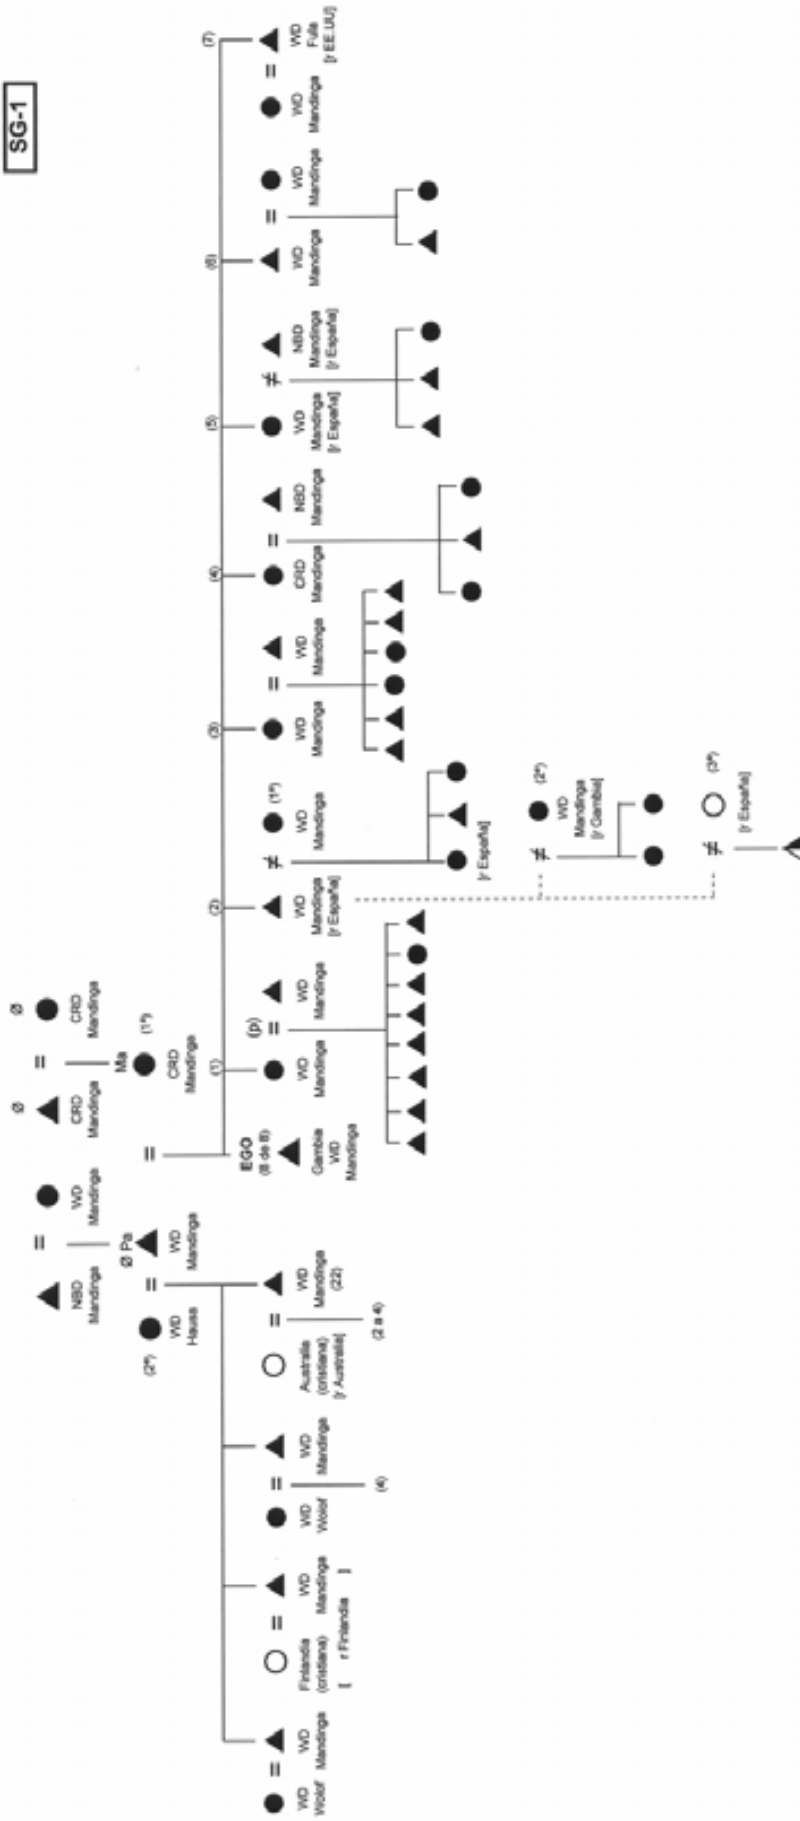 SG-1
NBD
Mandinga
=
WD
Mandinga
Ø
CRD
Mandinga
=
Ø
CRD
Mandinga
(2ª)
WD
Hausa
=
Ø Pa
WD
Mandinga
=
Ma
(1ª)
CRD
Mandinga
WD
Wolof
=
WD
Mandinga
Finlandia
(cristiana)
=
WD
Mandinga
[ r Finlandia ]
WD
Wolof
=
WD
Mandinga
(4)
Australia
(cristiana)
[r Australia]
=
WD
Mandinga
(22)
(2 a 4)
EGO
(8 de 8)
Gambia
WD
Mandinga
(1)
WD
Mandinga
(p)
=
WD
Mandinga
(2)
WD
Mandinga
[r España]
≠
(1ª)
WD
Mandinga
[r España]
≠
(2ª)
WD
Mandinga
[r Gambia]
≠
(3ª)
[r España]
(3)
WD
Mandinga
=
WD
Mandinga
(4)
CRD
Mandinga
=
NBD
Mandinga
(5)
WD
Mandinga
[r España]
≠
NBD
Mandinga
[r España]
(6)
WD
Mandinga
=
WD
Mandinga
WD
Mandinga
=
(7)
WD
Fula
[r EE.UU]